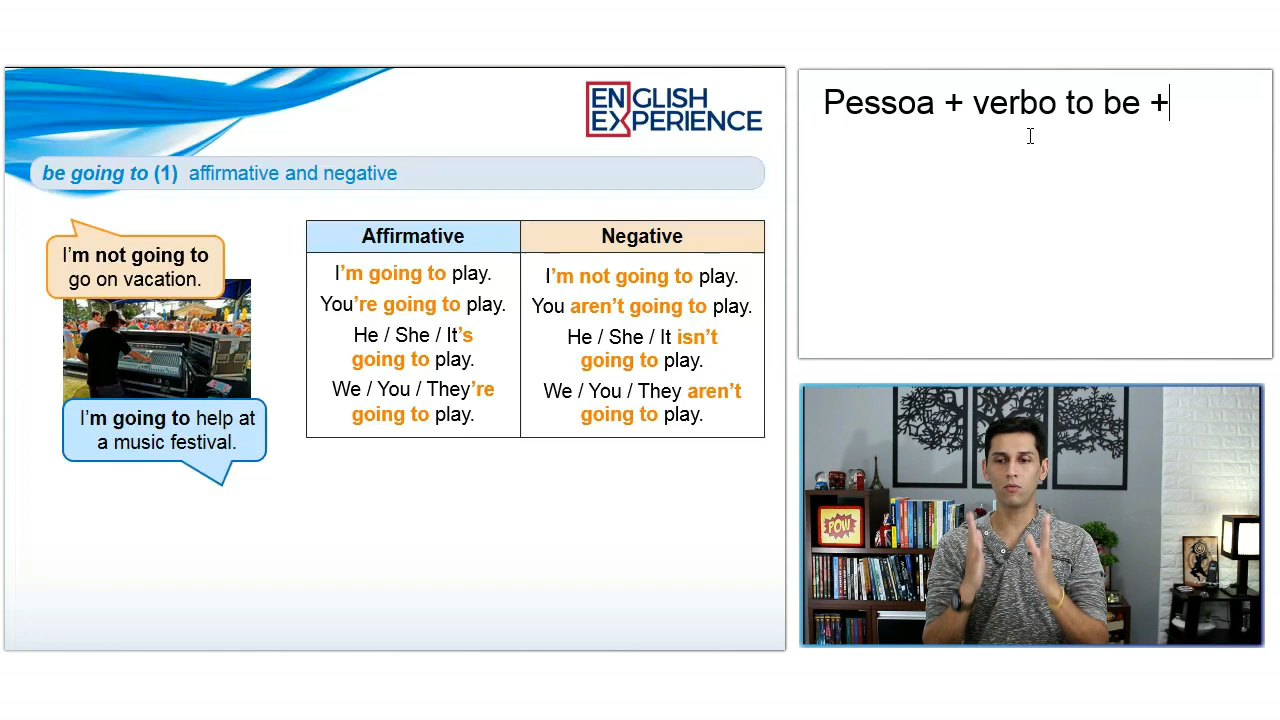 ENGLISH
EXPERIENCE
be going to (1) affirmative and negative
I'm not going to
go on vacation.
I'm going to help at
a music festival.
Affirmative
I'm going to play.
You're going to play.
He / She / It's
going to play.
We / You / They're
going to play.
Negative
I'm not going to play.
You aren't going to play.
He / She / It isn't
going to play.
We / You / They aren't
going to play.
Pessoa + verbo to be +
POW